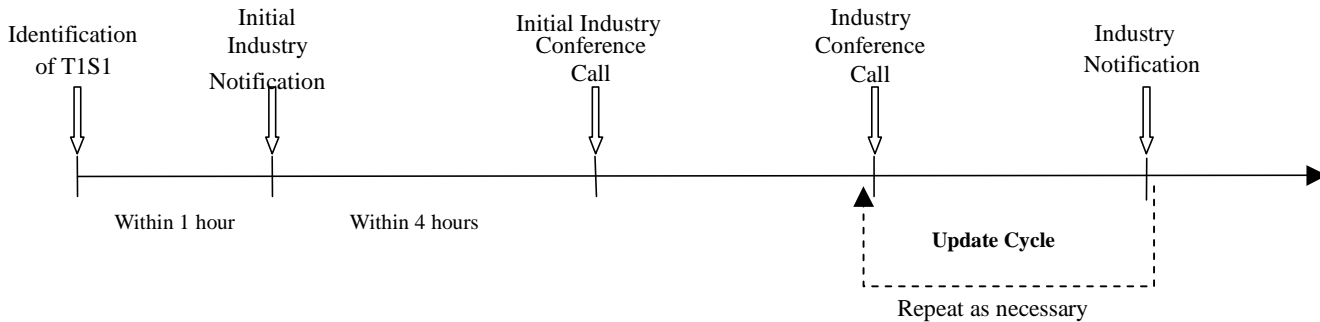 Identification
of T1S1
Initial
Industry
Notification
Initial Industry
Conference
Call
Industry
Conference
Call
Industry
Notification
Within 1 hour
Within 4 hours
Update Cycle
Repeat as necessary